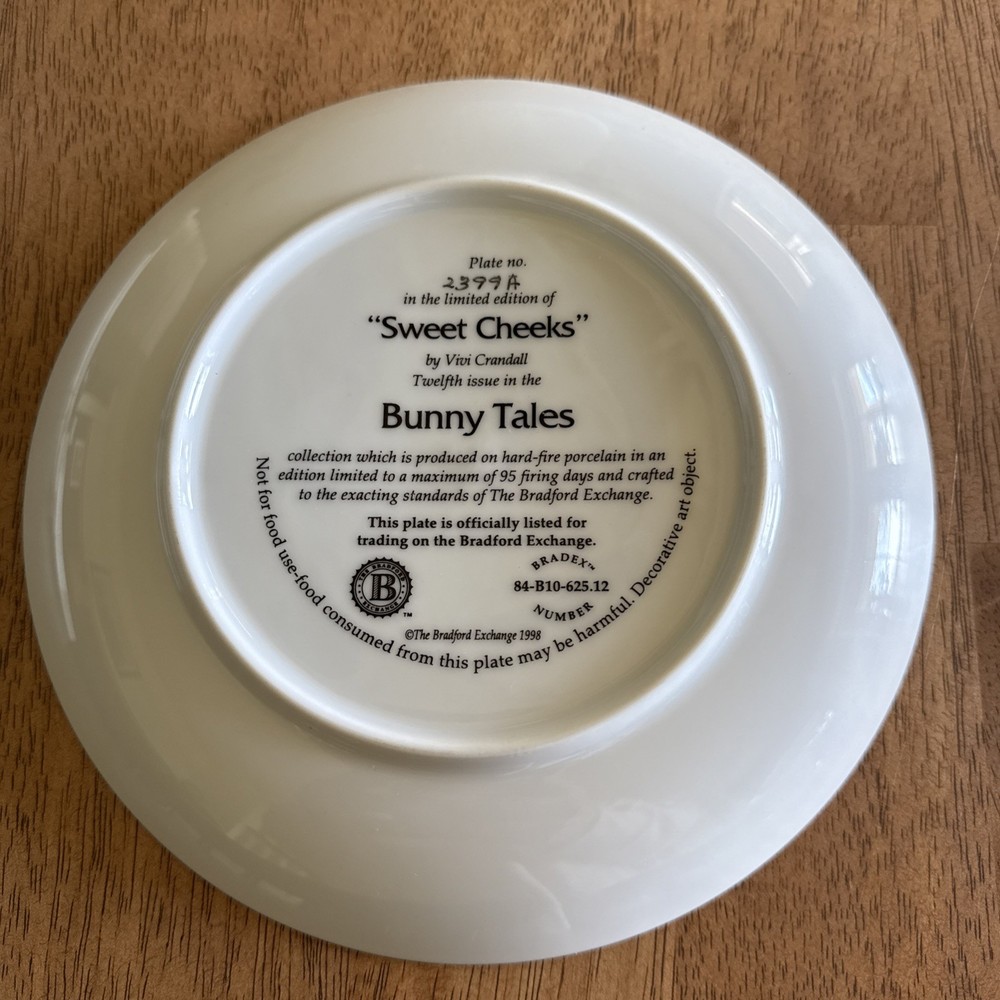 Plate no.
2399A
in the limited edition of
“Sweet Cheeks”
by Vivi Crandall
Twelfth issue in the
Bunny Tales
collection which is produced on hard-fire porcelain in an
edition limited to a maximum of 95 firing days and crafted
to the exacting standards of The Bradford Exchange.
This plate is officially listed for
trading on the Bradford Exchange.
THE BRADFORD
B
EXCHANGE
™
BRADEX™
84-B10-625.12
NUMBER
©The Bradford Exchange 1998
Not for food use-food consumed from this plate may be harmful. Decorative art object.